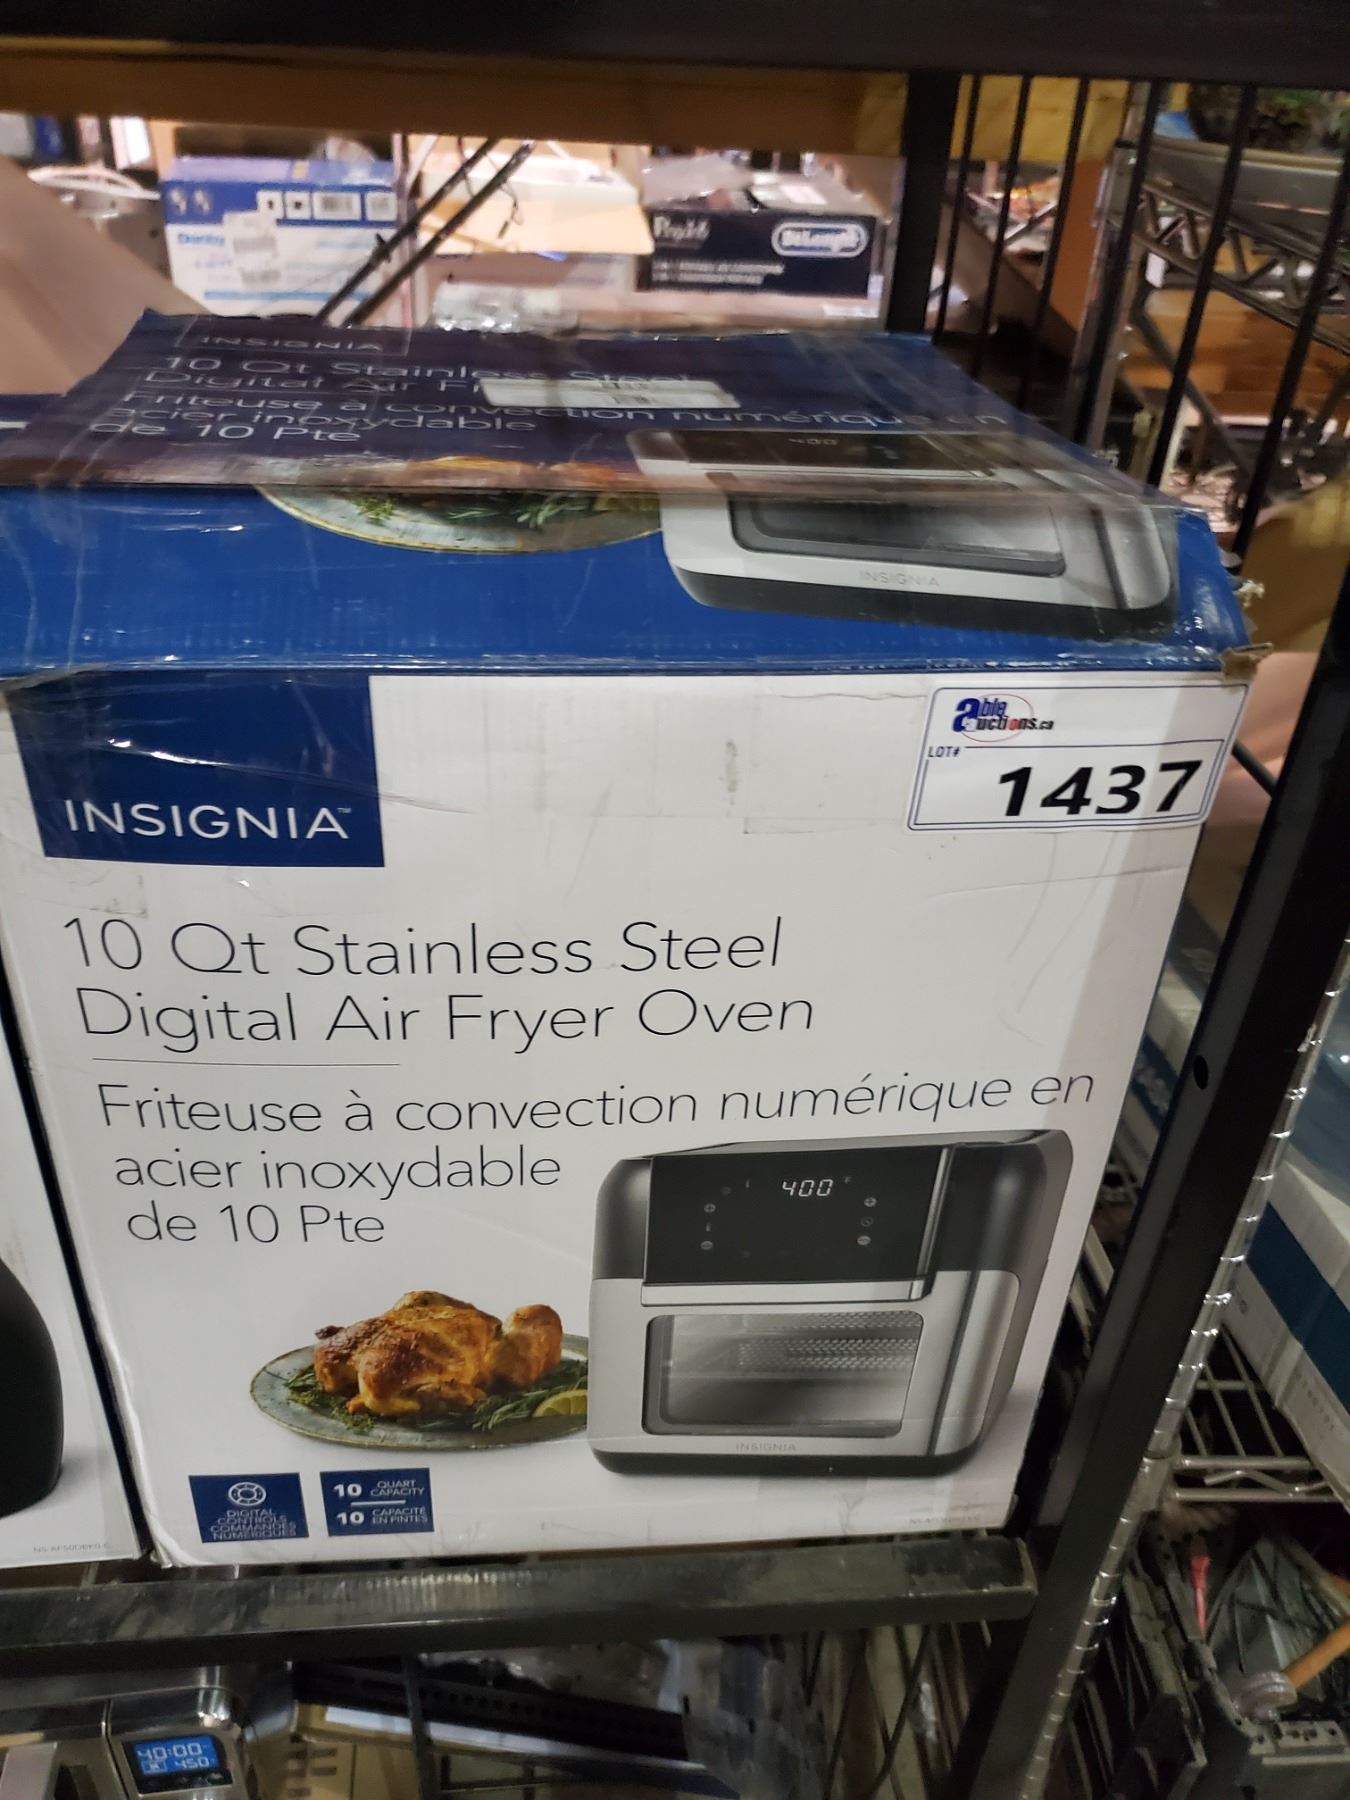 Danby
DeLonghi
INSIGNIA
10 Qt Stainless Steel
Digital Air
Friteuse à convection numérique en
acier inoxydable
de 10 Pte
400
INSIGNIA
able
auctions.ca
LOT#
1437
INSIGNIA™
10 Qt Stainless Steel
Digital Air Fryer Oven
Friteuse à convection numérique en
acier inoxydable
de 10 Pte
400 °F
INSIGNIA
DIGITAL
CONTROLS
COMMANDES
NUMÉRIQUES
10 QUART
CAPACITY
10 CAPACITÉ
EN PINTES
40:00
450